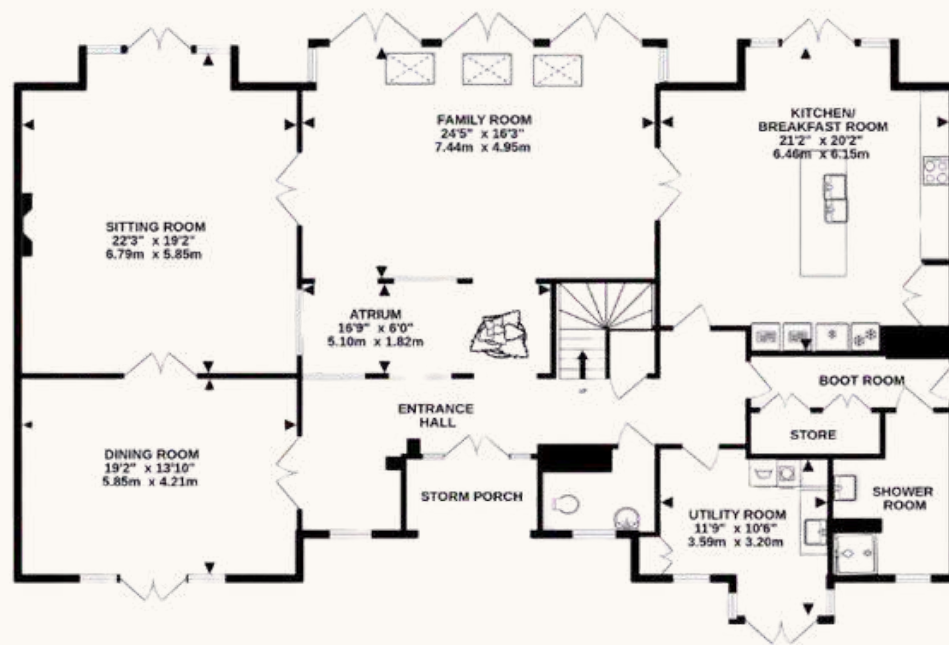 FAMILY ROOM
24'5" x 16'3"
7.44m x 4.95m
KITCHEN/
BREAKFAST ROOM
21'2" x 20'2"
6.46m x 6.15m
SITTING ROOM
22'3" x 19'2"
6.79m x 5.85m
ATRIUM
16'9" x 6'0"
5.10m x 1.82m
BOOT ROOM
ENTRANCE
HALL
STORE
DINING ROOM
19'2" x 13'10"
5.85m x 4.21m
STORM PORCH
UTILITY ROOM
11'9" x 10'6"
3.59m x 3.20m
SHOWER
ROOM